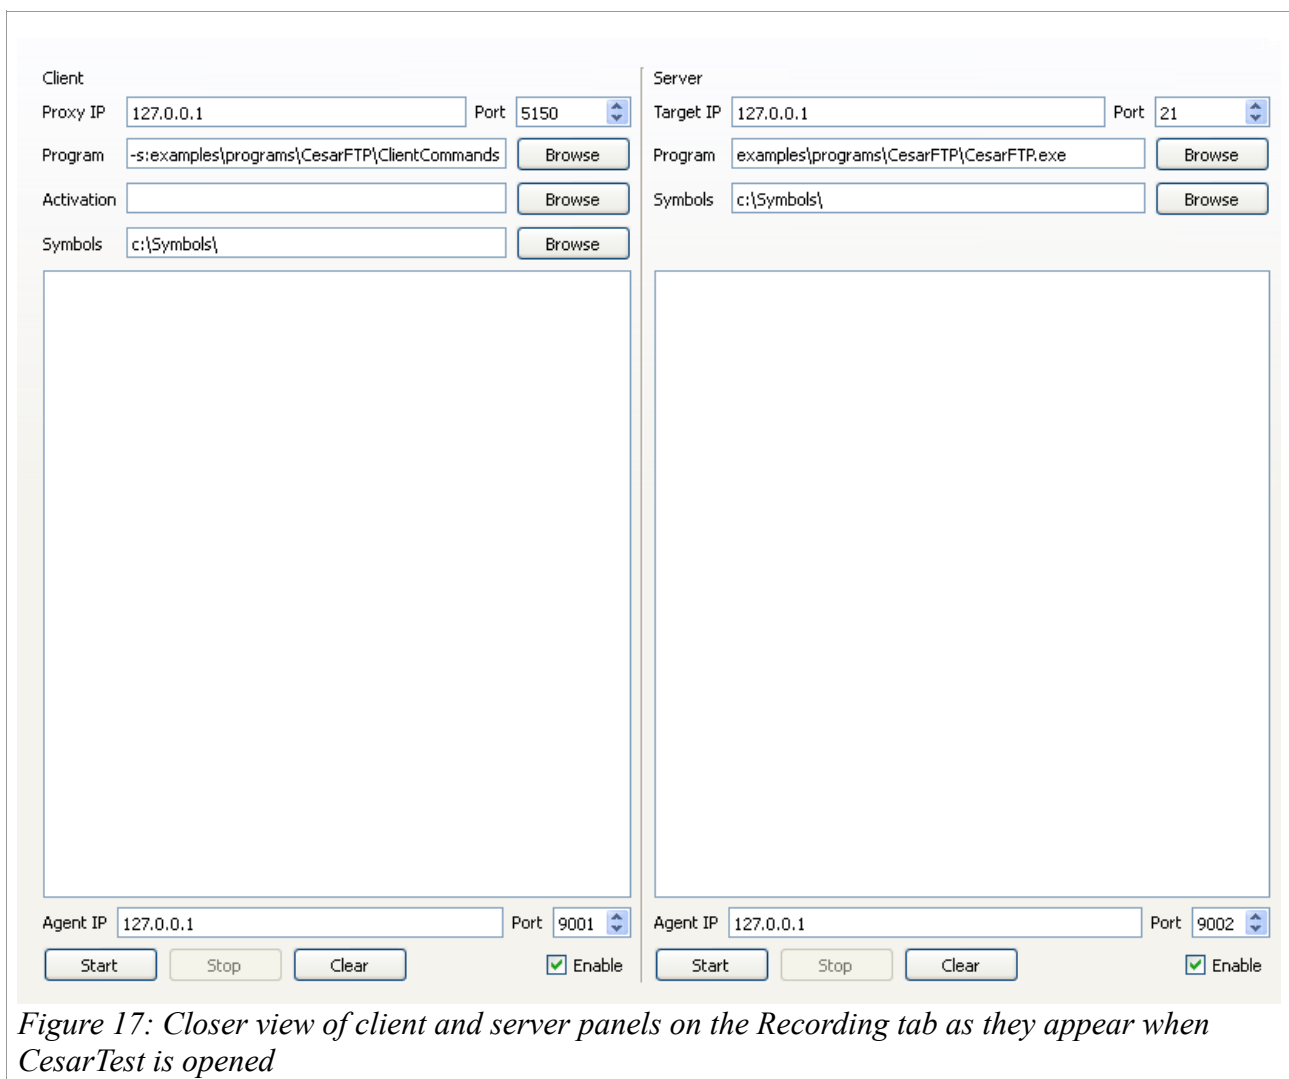 Client
Proxy IP 127.0.0.1 Port 5150
Program -s:examples\programs\CesarFTP\ClientCommands Browse
Activation Browse
Symbols c:\Symbols\ Browse
Agent IP 127.0.0.1 Port 9001
Start Stop Clear Enable
Server
Target IP 127.0.0.1 Port 21
Program examples\programs\CesarFTP\CesarFTP.exe Browse
Symbols c:\Symbols\ Browse
Agent IP 127.0.0.1 Port 9002
Start Stop Clear Enable
Figure 17: Closer view of client and server panels on the Recording tab as they appear when
CesarTest is opened